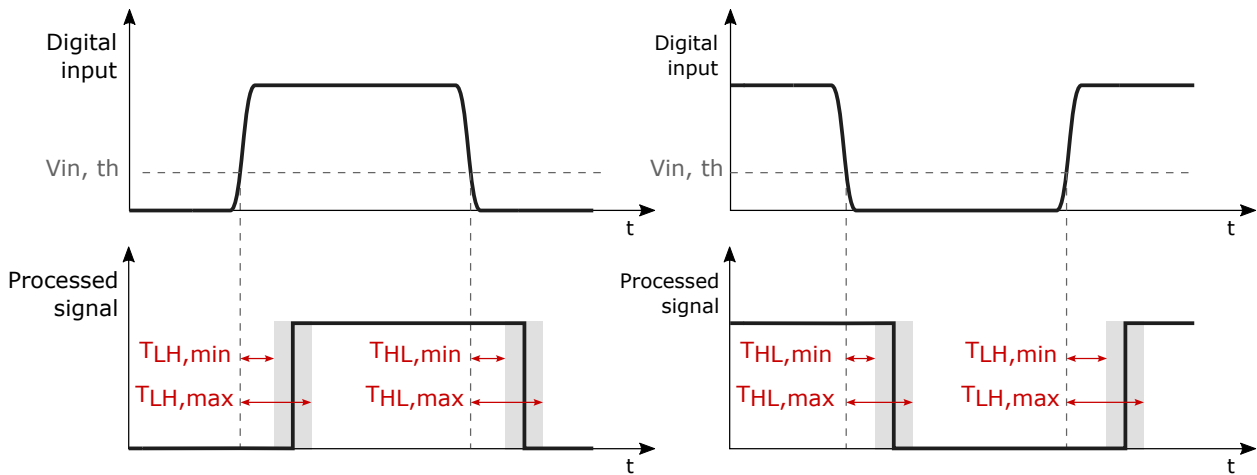 Digital
input
Vin, th
t
Processed
signal
TLH,min
THL,min
TLH,max
THL,max
t
Digital
input
Vin, th
t
Processed
signal
THL,min
TLH,min
THL,max
TLH,max
t